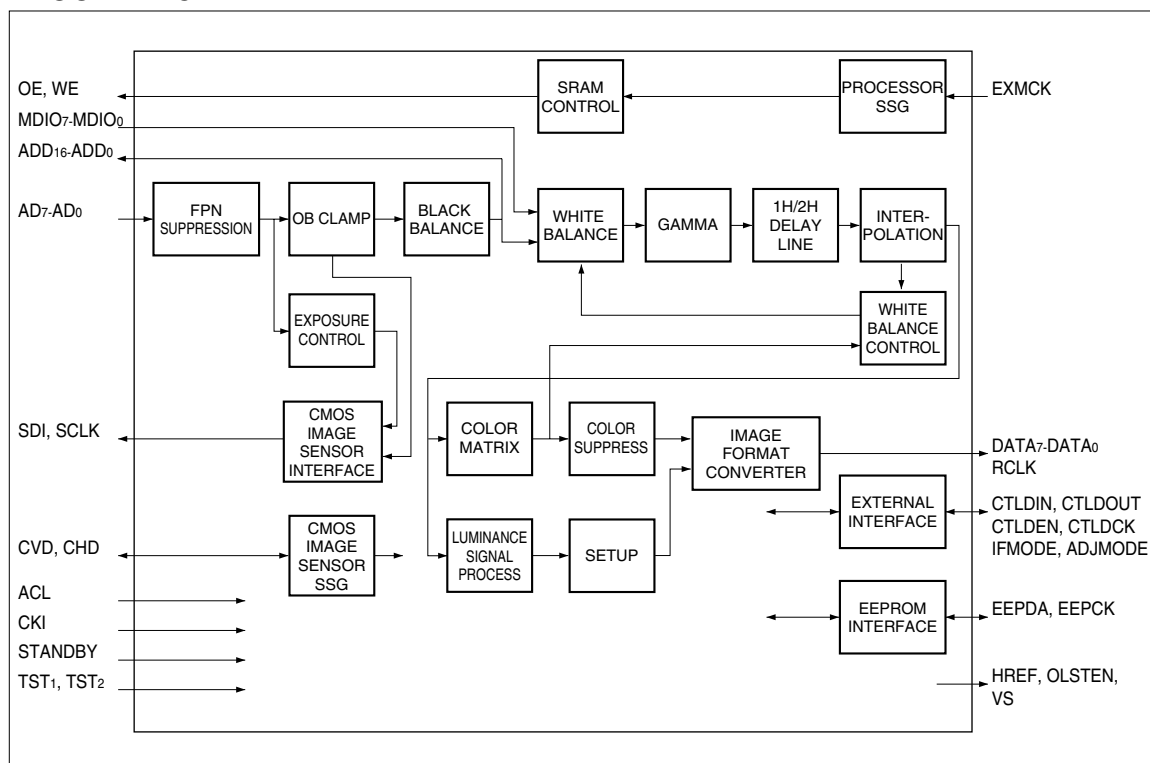 OE, WE
MDIO7-MDIO0
ADD16-ADD0
AD7-AD0
SDI, SCLK
CVD, CHD
ACL
CKI
STANDBY
TST1, TST2
SRAM
CONTROL
PROCESSOR
SSG
EXMCK
FPN
SUPPRESSION
OB CLAMP
BLACK
BALANCE
WHITE
BALANCE
GAMMA
1H/2H
DELAY
LINE
INTER-
POLATION
EXPOSURE
CONTROL
WHITE
BALANCE
CONTROL
CMOS
IMAGE
SENSOR
INTERFACE
COLOR
MATRIX
COLOR
SUPPRESS
IMAGE
FORMAT
CONVERTER
DATA7-DATA0
RCLK
CMOS
IMAGE
SENSOR
SSG
LUMINANCE
SIGNAL
PROCESS
SETUP
EXTERNAL
INTERFACE
CTLDIN, CTLDOUT
CTLDEN, CTLDCK
IFMODE, ADJMODE
EEPROM
INTERFACE
EEPDA, EEPCK
HREF, OLSTEN,
VS